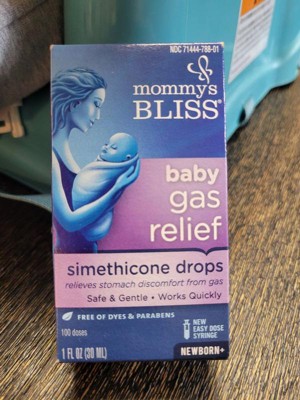 NDC 71444-788-01
mommy's
BLISS®
baby
gas
relief
simethicone drops
relieves stomach discomfort from gas
Safe & Gentle • Works Quickly
FREE OF DYES & PARABENS
100 doses
NEW
EASY DOSE
SYRINGE
1 FL OZ (30 ML)
NEWBORN+